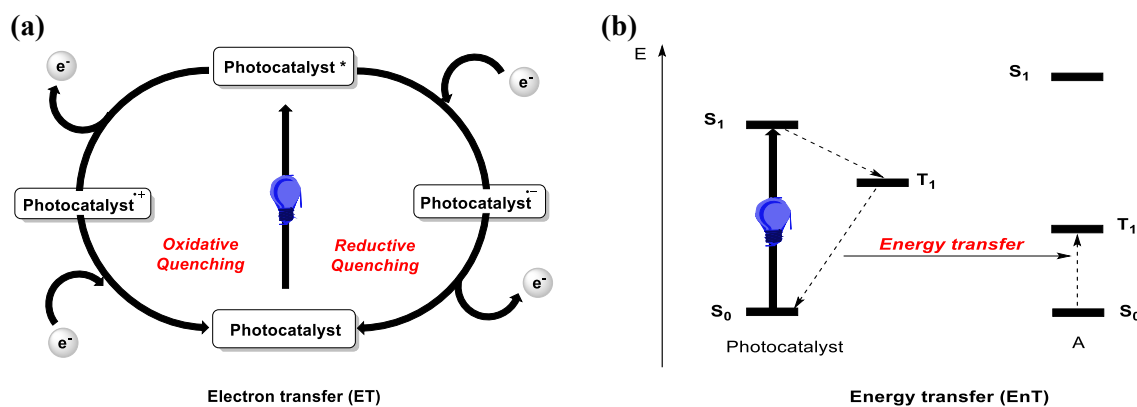 (a)
e-
Photocatalyst *
e-
Photocatalyst •+
Photocatalyst •−
Oxidative
Quenching
Reductive
Quenching
e-
e-
Photocatalyst
Electron transfer (ET)
(b)
E
S1
S1
T1
Energy transfer
T1
S0
S0
Photocatalyst
A
Energy transfer (EnT)